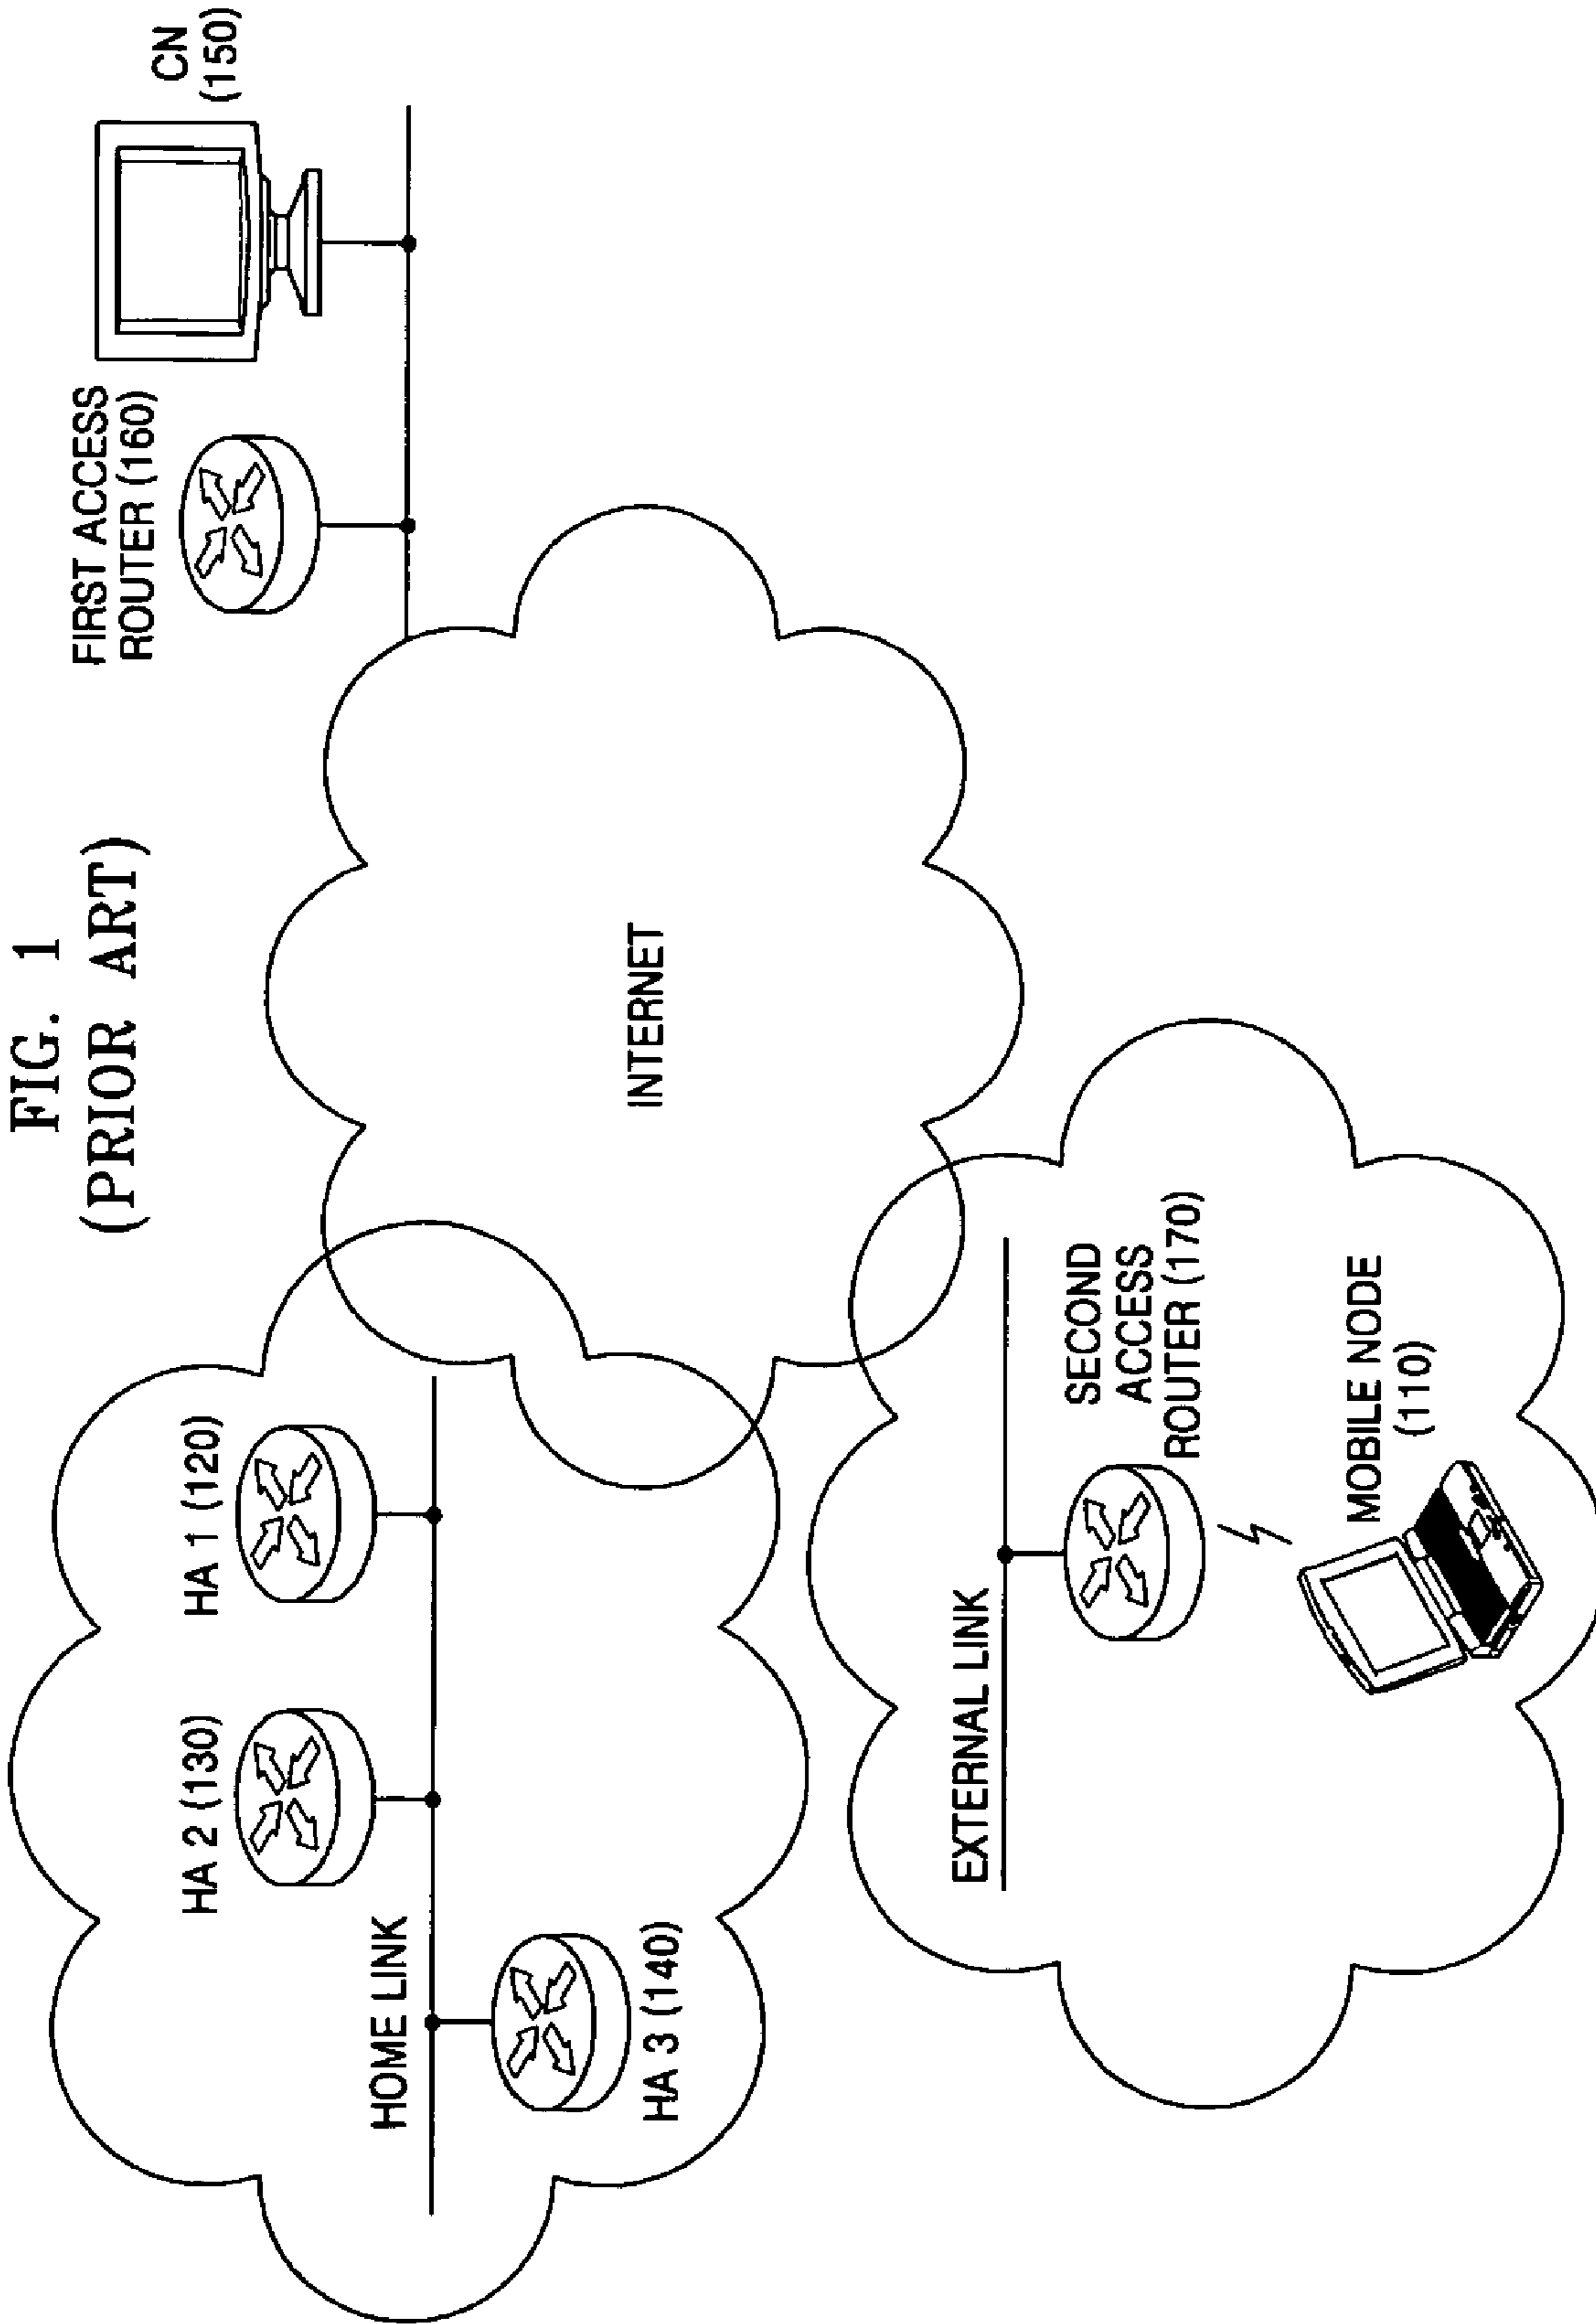 FIG. 1
(PRIOR ART)
HA 2 (130)
HA 1 (120)
FIRST ACCESS
ROUTER (160)
CN
(150)
HOME LINK
HA 3 (140)
INTERNET
EXTERNAL LINK
SECOND
ACCESS
ROUTER (170)
MOBILE NODE
(110)